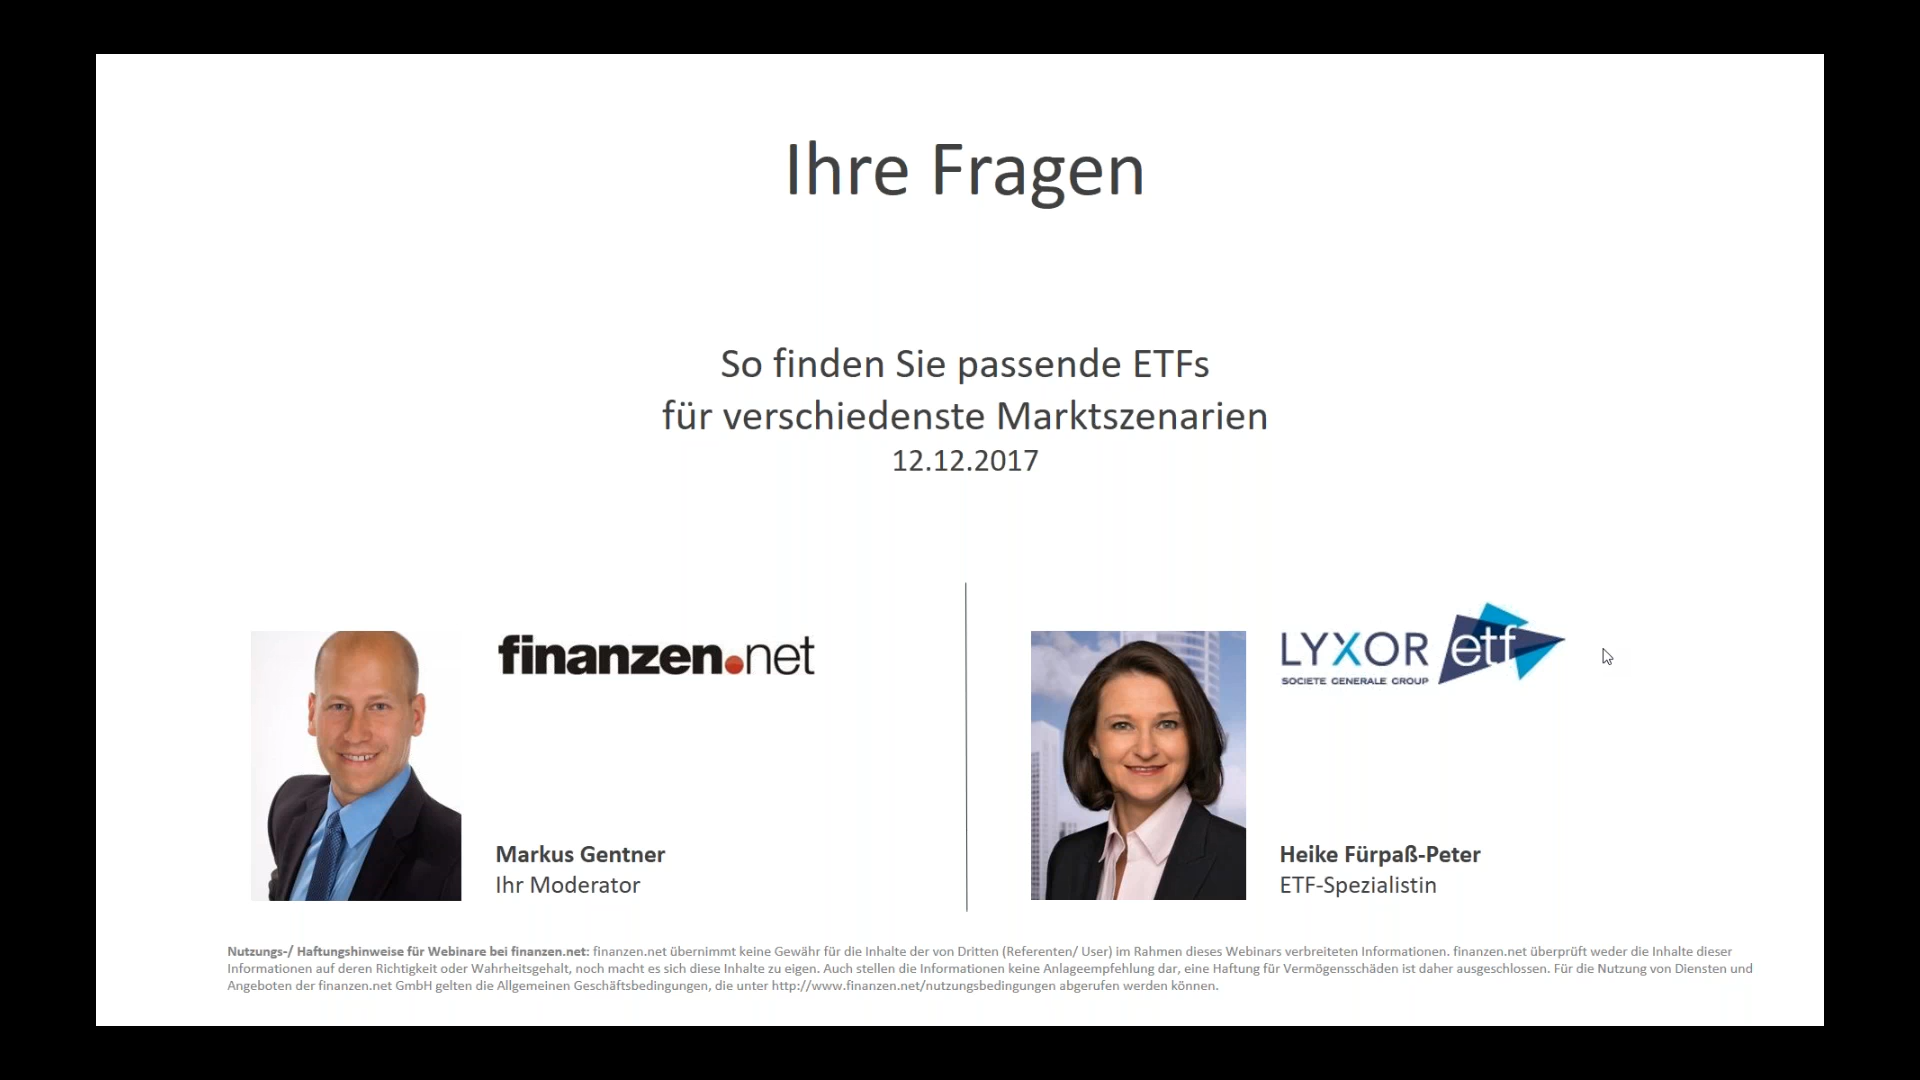 Ihre Fragen
So finden Sie passende ETFs
für verschiedenste Marktszenarien
12.12.2017
finanzen.net
Markus Gentner
Ihr Moderator
LYXOR etf
SOCIETE GENERALE GROUP
Heike Fürpaß-Peter
ETF-Spezialistin
Nutzungs-/ Haftungshinweise für Webinare bei finanzen.net: finanzen.net übernimmt keine Gewähr für die Inhalte der von Dritten (Referenten/ User) im Rahmen dieses Webinars verbreiteten Informationen. finanzen.net überprüft weder die Inhalte dieser
Informationen auf deren Richtigkeit oder Wahrheitsgehalt, noch macht es sich diese Inhalte zu eigen. Auch stellen die Informationen keine Anlageempfehlung dar, eine Haftung für Vermögensschäden ist daher ausgeschlossen. Für die Nutzung von Diensten und
Angeboten der finanzen.net GmbH gelten die Allgemeinen Geschäftsbedingungen, die unter http://www.finanzen.net/nutzungsbedingungen abgerufen werden können.